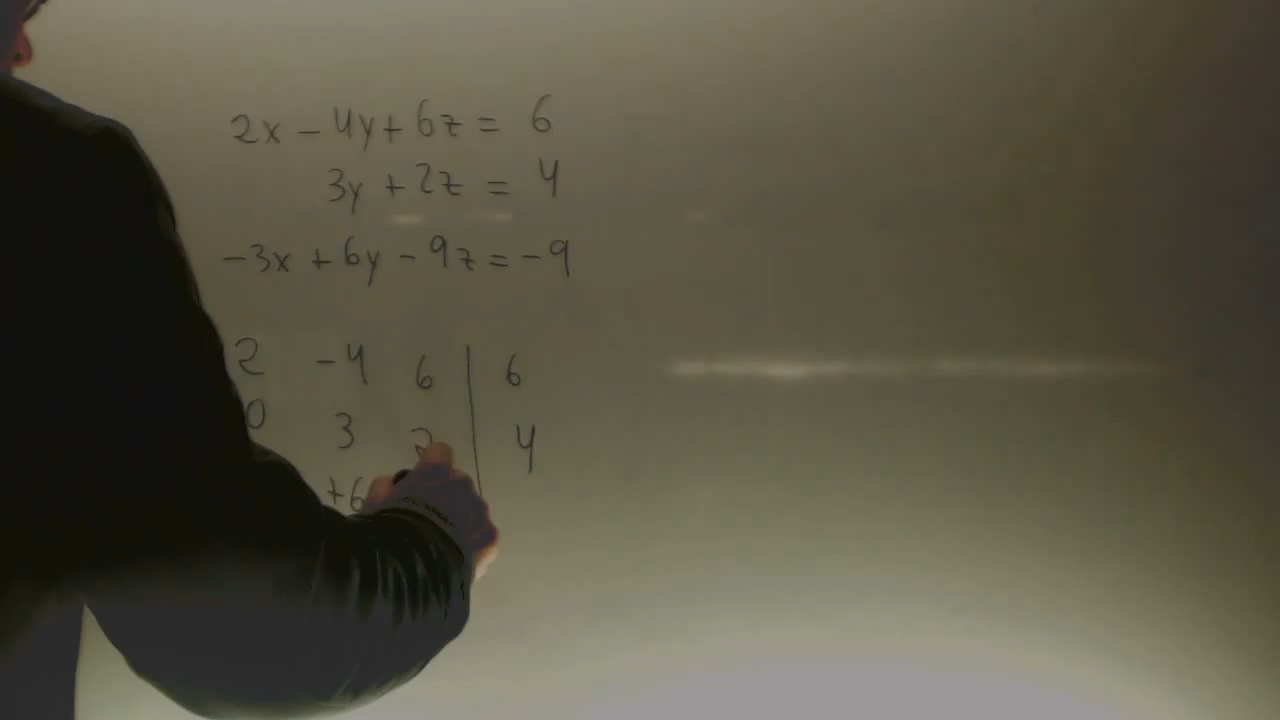 2x - 4y + 6z = 6
3y + 2z = 4
-3x + 6y - 9z = -9
2 -4 6 | 6
0 3 2 | 4
+6